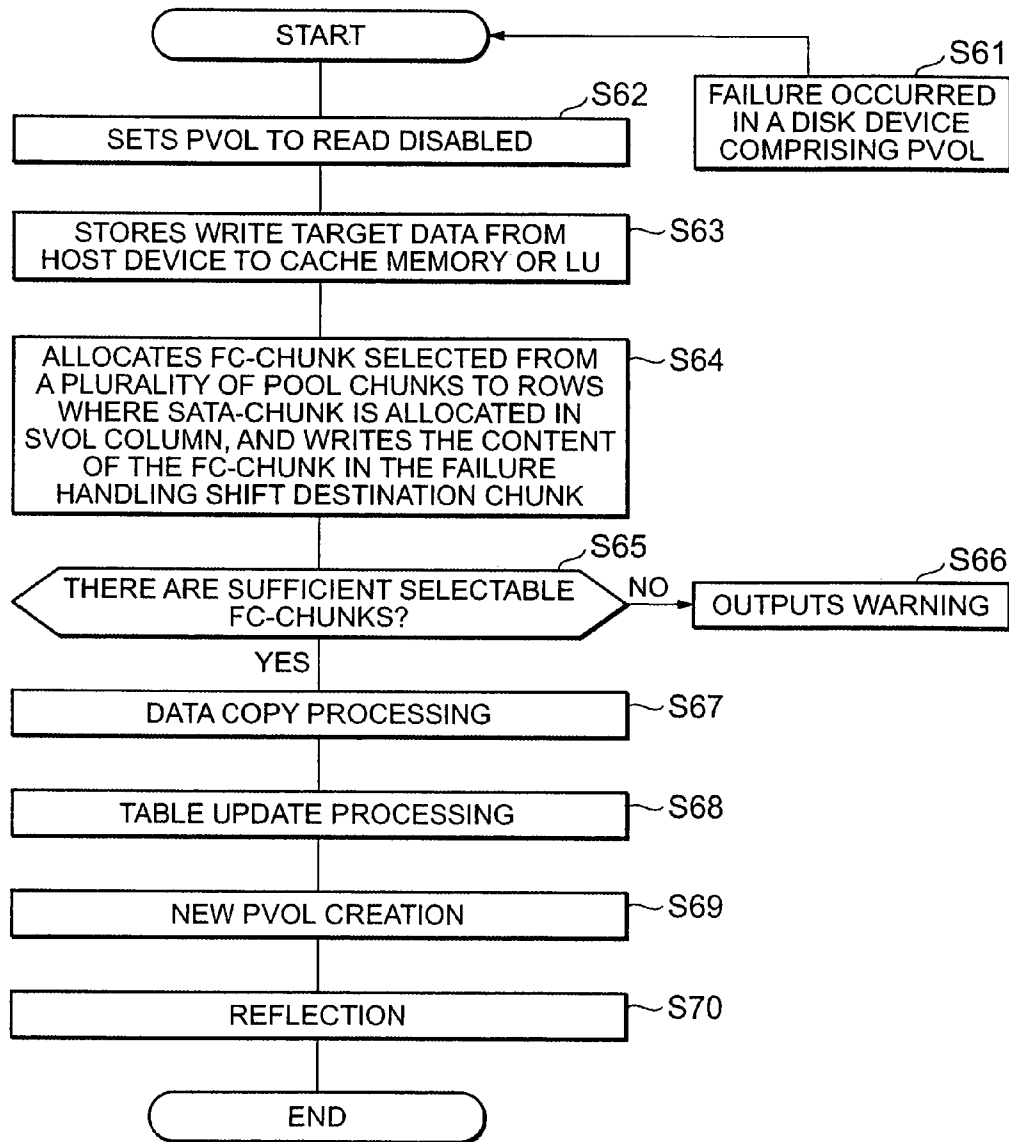 START
S61
FAILURE OCCURRED
IN A DISK DEVICE
COMPRISING PVOL
S62
SETS PVOL TO READ DISABLED
S63
STORES WRITE TARGET DATA FROM
HOST DEVICE TO CACHE MEMORY OR LU
S64
ALLOCATES FC-CHUNK SELECTED FROM
A PLURALITY OF POOL CHUNKS TO ROWS
WHERE SATA-CHUNK IS ALLOCATED IN
SVOL COLUMN, AND WRITES THE CONTENT
OF THE FC-CHUNK IN THE FAILURE
HANDLING SHIFT DESTINATION CHUNK
S65
THERE ARE SUFFICIENT SELECTABLE
FC-CHUNKS?
NO
S66
OUTPUTS WARNING
YES
S67
DATA COPY PROCESSING
S68
TABLE UPDATE PROCESSING
S69
NEW PVOL CREATION
S70
REFLECTION
END